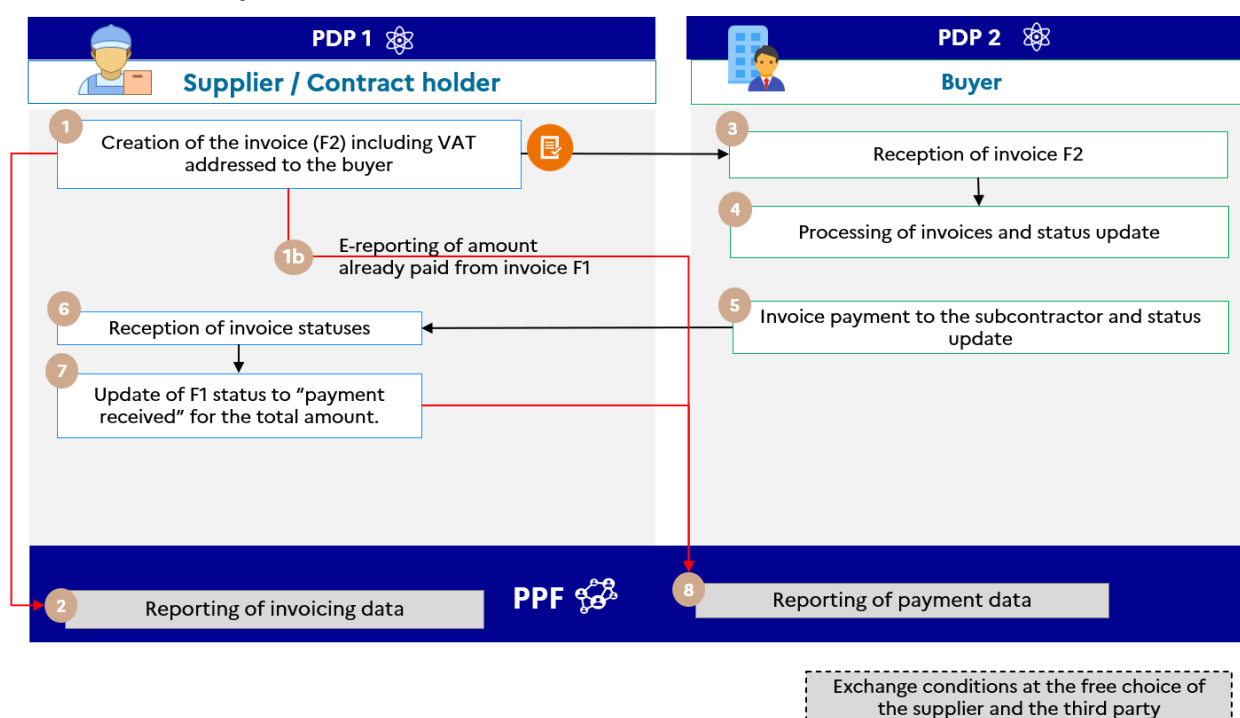 PDP 1
Supplier / Contract holder
PDP 2
Buyer
1
Creation of the invoice (F2) including VAT
addressed to the buyer
3
Reception of invoice F2
4
Processing of invoices and status update
1b
E-reporting of amount
already paid from invoice F1
5
Invoice payment to the subcontractor and status
update
6
Reception of invoice statuses
7
Update of F1 status to “payment
received” for the total amount.
PPF
2
Reporting of invoicing data
8
Reporting of payment data
Exchange conditions at the free choice of
the supplier and the third party